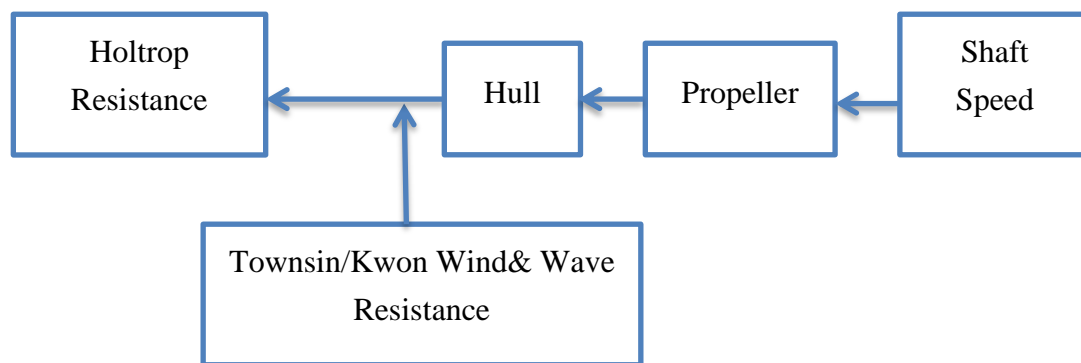 Holtrop
Resistance
Hull
Propeller
Shaft
Speed
Townsin/Kwon Wind& Wave
Resistance